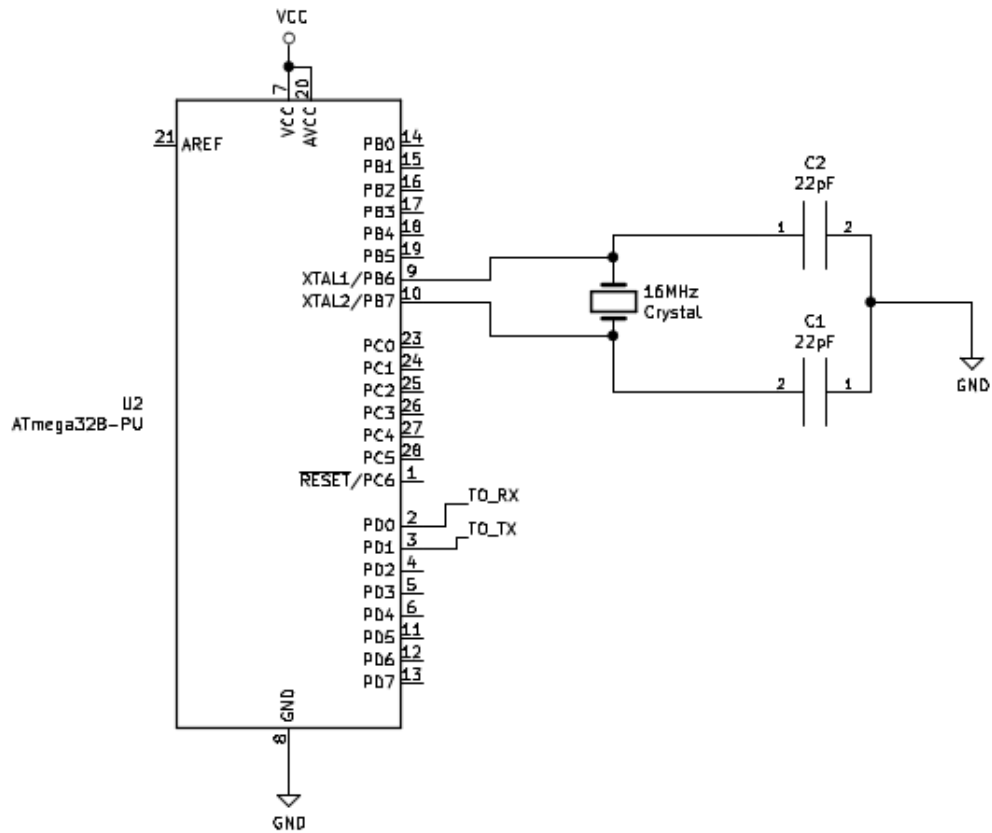 VCC
7
20
VCC
AVCC
21
AREF
PB0
14
PB1
15
PB2
16
PB3
17
PB4
18
PB5
19
XTAL1/PB6
9
XTAL2/PB7
10
PC0
23
PC1
24
PC2
25
PC3
26
PC4
27
PC5
28
RESET/PC6
1
PD0
2
PD1
3
PD2
4
PD3
5
PD4
6
PD5
11
PD6
12
PD7
13
TO_RX
TO_TX
U2
ATmega328-PU
GND
8
GND
16MHz
Crystal
C2
22pF
1
2
C1
22pF
2
1
GND